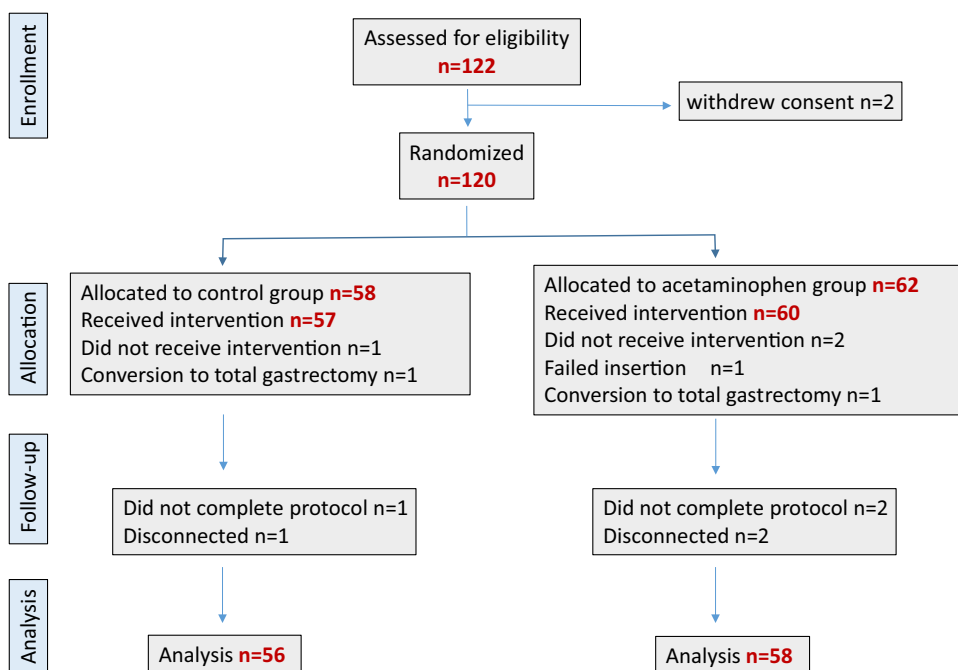 Enrollment
Assessed for eligibility
n=122
withdrew consent n=2
Randomized
n=120
Allocation
Allocated to control group n=58
Received intervention n=57
Did not receive intervention n=1
Conversion to total gastrectomy n=1
Allocated to acetaminophen group n=62
Received intervention n=60
Did not receive intervention n=2
Failed insertion n=1
Conversion to total gastrectomy n=1
Follow-up
Did not complete protocol n=1
Disconnected n=1
Did not complete protocol n=2
Disconnected n=2
Analysis
Analysis n=56
Analysis n=58